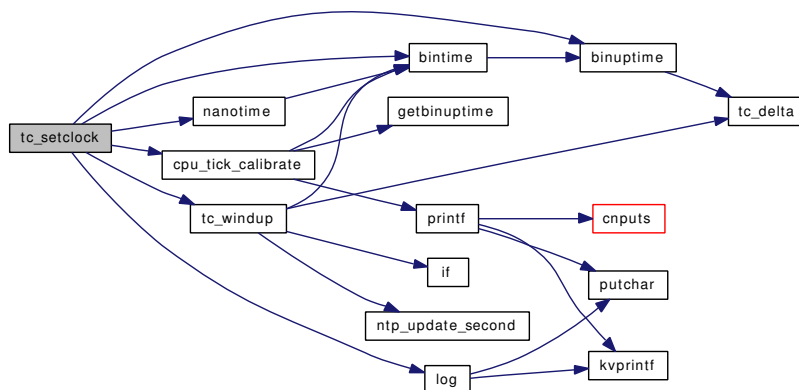 tc_setclock
nanotime
cpu_tick_calibrate
tc_windup
bintime
getbinuptime
printf
if
ntp_update_second
log
binuptime
cnputs
putchar
kvprintf
tc_delta